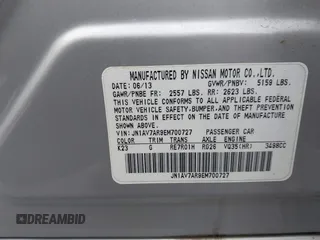 MANUFACTURED BY NISSAN MOTOR CO.,LTD.
DATE: 06/13 GVWR/PNBV: 5158 LBS.
GAWR/PNBE FR: 2557 LBS. RR: 2623 LBS.
THIS VEHICLE CONFORMS TO ALL APPLICABLE FEDERAL
MOTOR VEHICLE SAFETY,BUMPER,AND THEFT PREVENTION
STANDARDS IN EFFECT ON THE DATE OF
MANUFACTURE SHOWN ABOVE.
VIN: JN1AV7AR9EM700727 PASSENGER CAR
COLOR TRIM TRANS AXLE ENGINE
K23 G RE7R01H RG26 VQ35(HR) 3498CC
JN1AV7AR9EM700727
DREAMBID